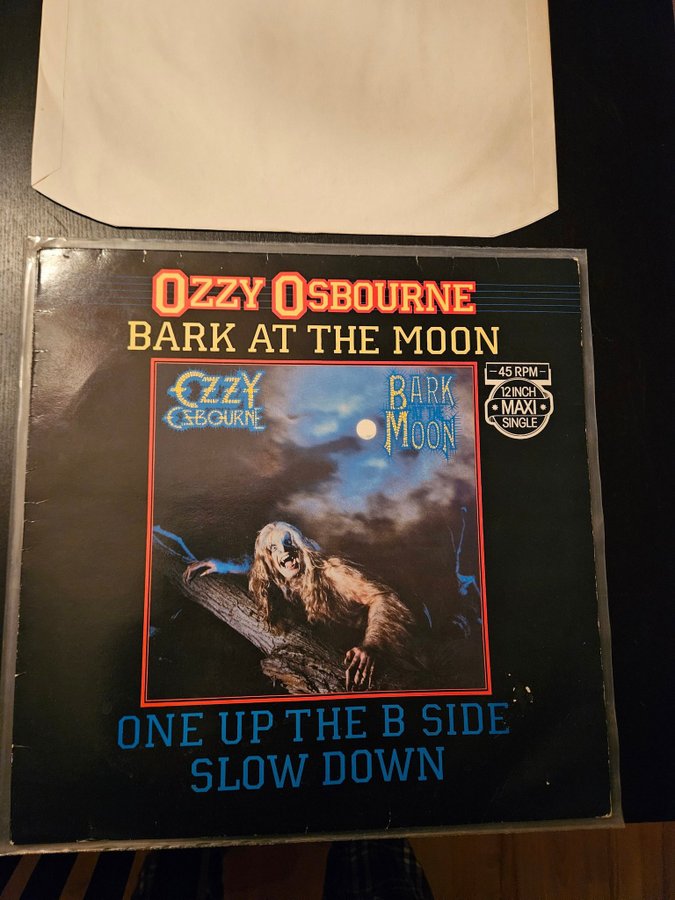 OZZY OSBOURNE
BARK AT THE MOON
OZZY
OSBOURNE
BARK
AT THE
MOON
45 RPM
12 INCH
MAXI
SINGLE
ONE UP THE B SIDE
SLOW DOWN